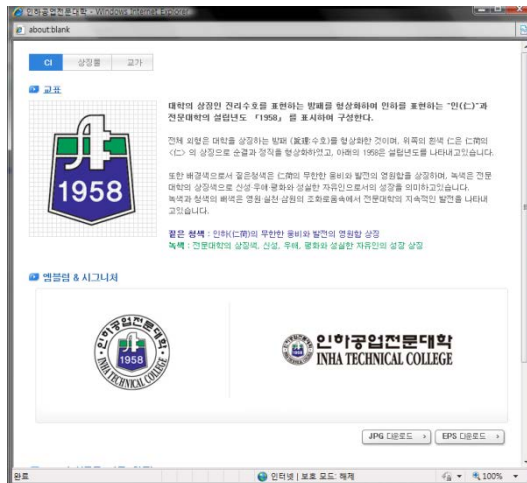 인하공업전문대학 - Windows Internet Explorer
about:blank
CI
상징물
교가
교표
대학의 상징인 진리수호를 표현하는 방패를 형상화하여 인하를 표현하는 "인(仁)"과
전문대학의 설립년도 「1958」 를 표시하여 구성한다.
전체 외형은 대학을 상징하는 방패 (眞理:수호)를 형상화한 것이며, 위쪽의 흰색 仁은 仁荷의
<仁> 의 상징으로 순결과 정직을 형상화하였고, 아래의 1958은 설립년도를 나타내고있습니다.
또한 배경색으로서 짙은청색은 仁荷의 무한한 웅비와 발전의 영원함을 상징하며, 녹색은 전문
대학의 상징색으로 신성·우애·평화와 성실한 자유인으로서의 성장을 의미하고있습니다.
녹색과 청색의 배색은 영원·실천·삼원의 조화로움속에서 전문대학의 지속적인 발전을 나타내
고있습니다.
짙은 청색 : 인하(仁荷)의 무한한 웅비와 발전의 영원함 상징
녹색 : 전문대학의 상징색, 신성, 우애, 평화와 성실한 자유인의 성장 상징
1958
엠블럼 & 시그니처
인하공업전문대학
1958
INHA TECHNICAL COLLEGE
인하공업전문대학
INHA TECHNICAL COLLEGE
JPG 다운로드
EPS 다운로드
완료
인터넷 | 보호 모드: 해제
100%